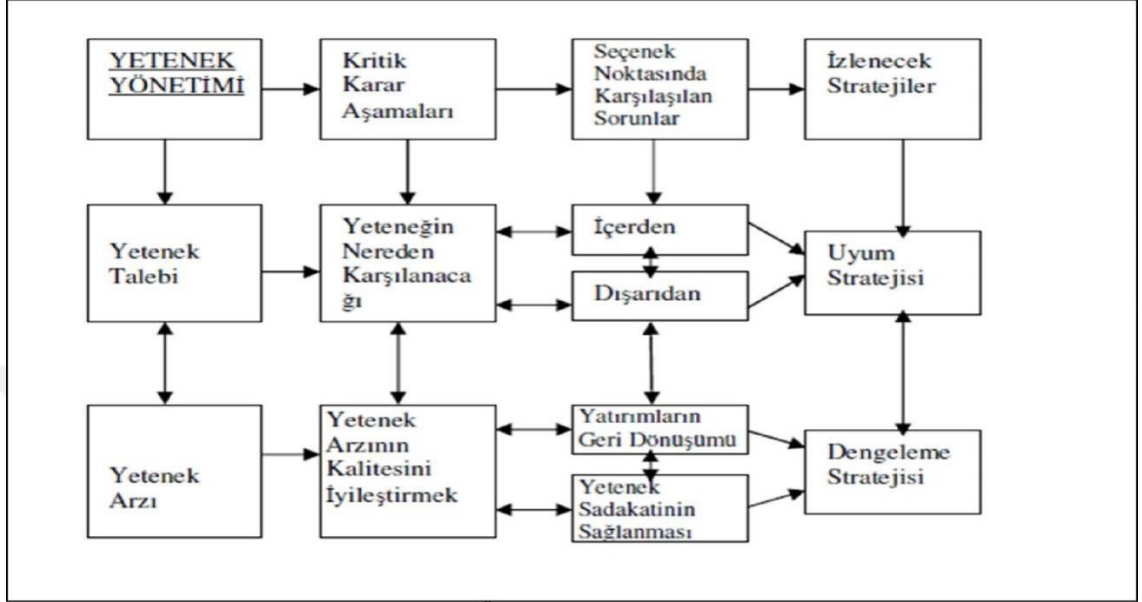 YETENEK
YÖNETİMİ
Kritik
Karar
Aşamaları
Seçenek
Noktasında
Karşılaşılan
Sorunlar
İzlenecek
Stratejiler
Yetenek
Talebi
Yeteneğin
Nereden
Karşılanaca
ğı
İçerden
Dışarıdan
Uyum
Stratejisi
Yetenek
Arzı
Yetenek
Arzının
Kalitesini
İyileştirmek
Yatırımların
Geri Dönüşümü
Yetenek
Sadakatinin
Sağlanması
Dengeleme
Stratejisi